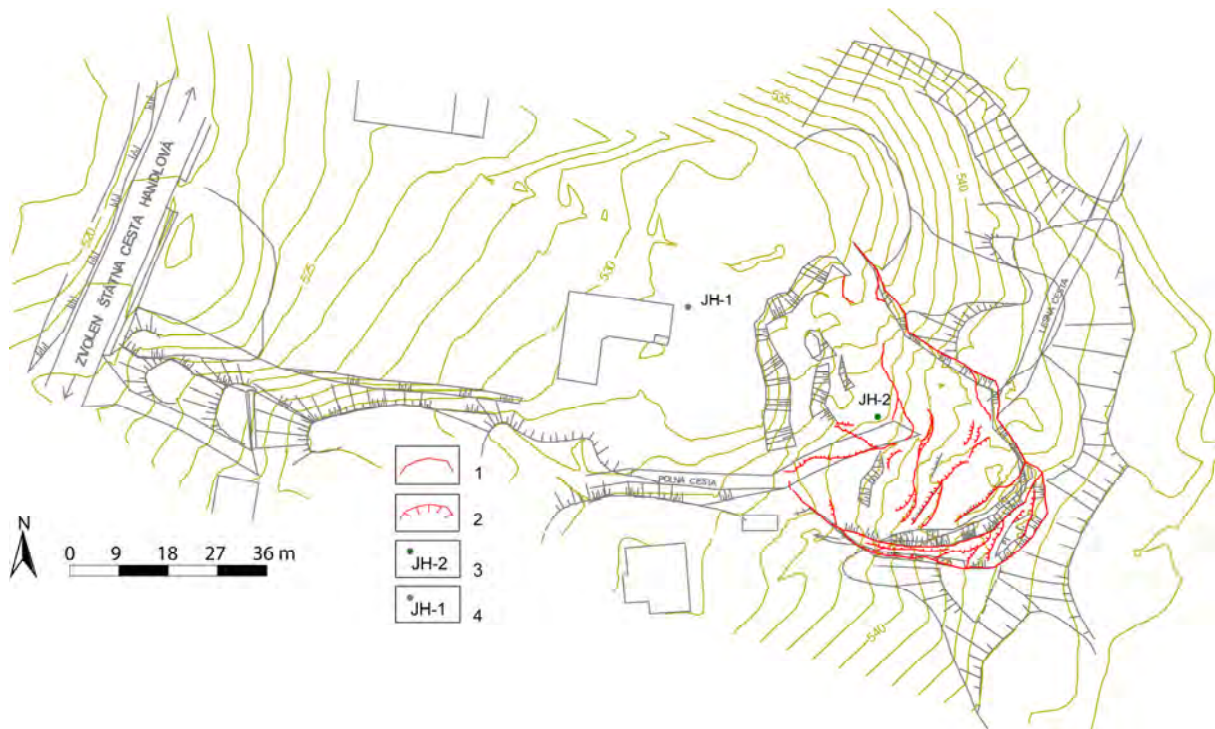 535
540
520
ZVOLEN ŠTÁTNA CESTA HANDLOVÁ
525
530
JH-1
LESNÁ CESTA
JH-2
POĽNÁ CESTA
1
2
JH-2 3
JH-1 4
N
0 9 18 27 36 m
540